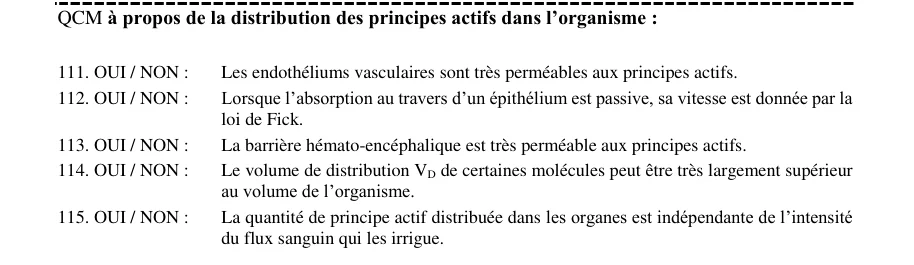 QCM à propos de la distribution des principes actifs dans l’organisme :
111. OUI / NON : Les endothéliums vasculaires sont très perméables aux principes actifs.
112. OUI / NON : Lorsque l’absorption au travers d’un épithélium est passive, sa vitesse est donnée par la
loi de Fick.
113. OUI / NON : La barrière hémato-encéphalique est très perméable aux principes actifs.
114. OUI / NON : Le volume de distribution VD de certaines molécules peut être très largement supérieur
au volume de l’organisme.
115. OUI / NON : La quantité de principe actif distribuée dans les organes est indépendante de l’intensité
du flux sanguin qui les irrigue.